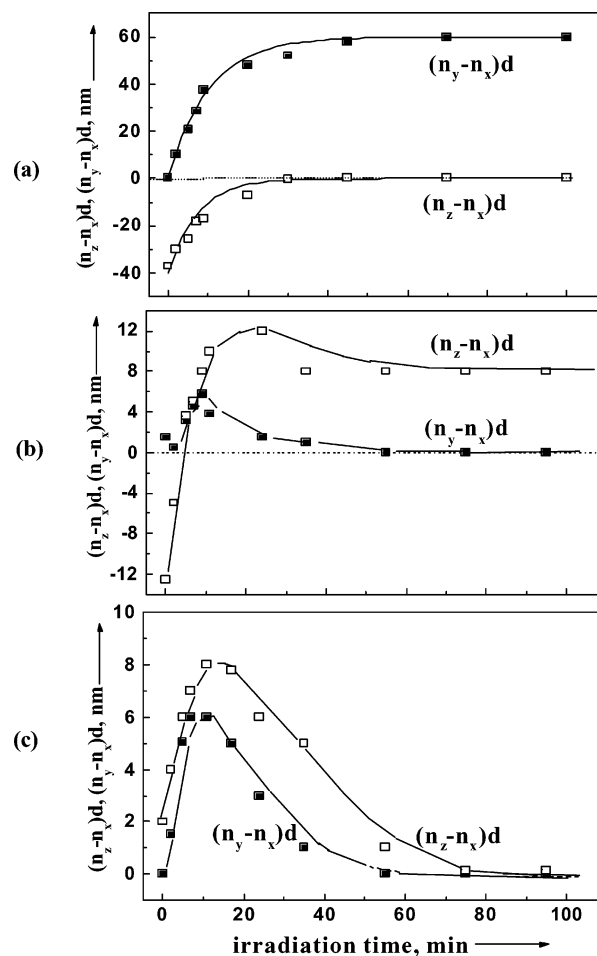 (a)
(n_z-n_x)d, (n_y-n_x)d, nm
60
40
20
0
-20
-40
(n_y-n_x)d
(n_z-n_x)d
(b)
(n_z-n_x)d, (n_y-n_x)d, nm
12
8
4
0
-4
-8
-12
(n_z-n_x)d
(n_y-n_x)d
(c)
(n_z-n_x)d, (n_y-n_x)d, nm
10
8
6
4
2
0
(n_y-n_x)d
(n_z-n_x)d
0 20 40 60 80 100
irradiation time, min